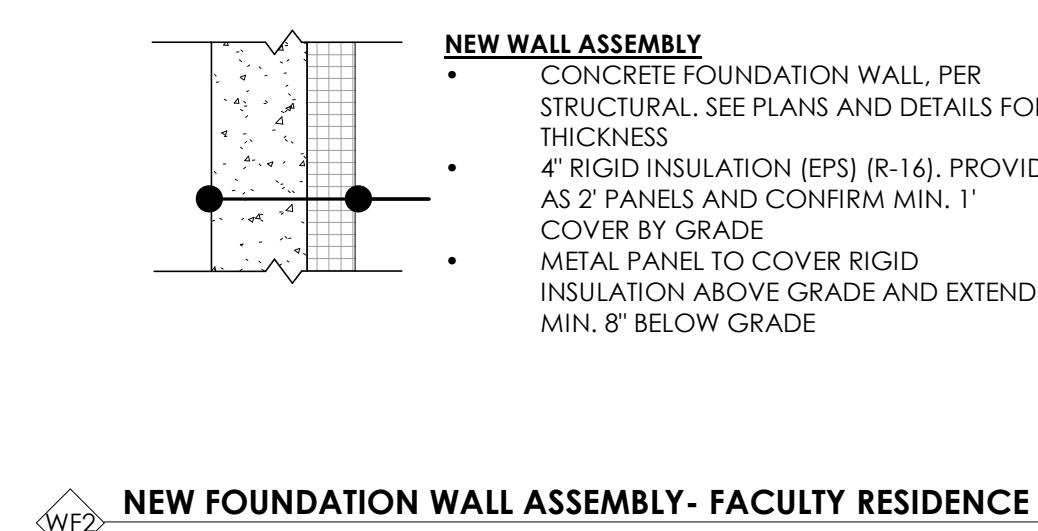 NEW WALL ASSEMBLY
• CONCRETE FOUNDATION WALL, PER
STRUCTURAL. SEE PLANS AND DETAILS FO
THICKNESS
• 4" RIGID INSULATION (EPS) (R-16). PROVID
AS 2' PANELS AND CONFIRM MIN. 1'
COVER BY GRADE
• METAL PANEL TO COVER RIGID
INSULATION ABOVE GRADE AND EXTEND
MIN. 8" BELOW GRADE
WF2 NEW FOUNDATION WALL ASSEMBLY- FACULTY RESIDENCE